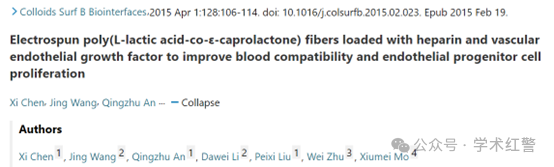 > Colloids Surf B Biointerfaces.2015 Apr 1:128:106-114. doi: 10.1016/j.colsurfb.2015.02.023. Epub 2015 Feb 19.
Electrospun poly(L-lactic acid-co-ε-caprolactone) fibers loaded with heparin and vascular
endothelial growth factor to improve blood compatibility and endothelial progenitor cell
proliferation
Xi Chen, Jing Wang, Qingzhu An ... — Collapse
Authors
Xi Chen 1, Jing Wang 2, Qingzhu An 1, Dawei Li 2, Peixi Liu 1, Wei Zhu 3, Xiumei Mo 4
公众号 · 学术红警